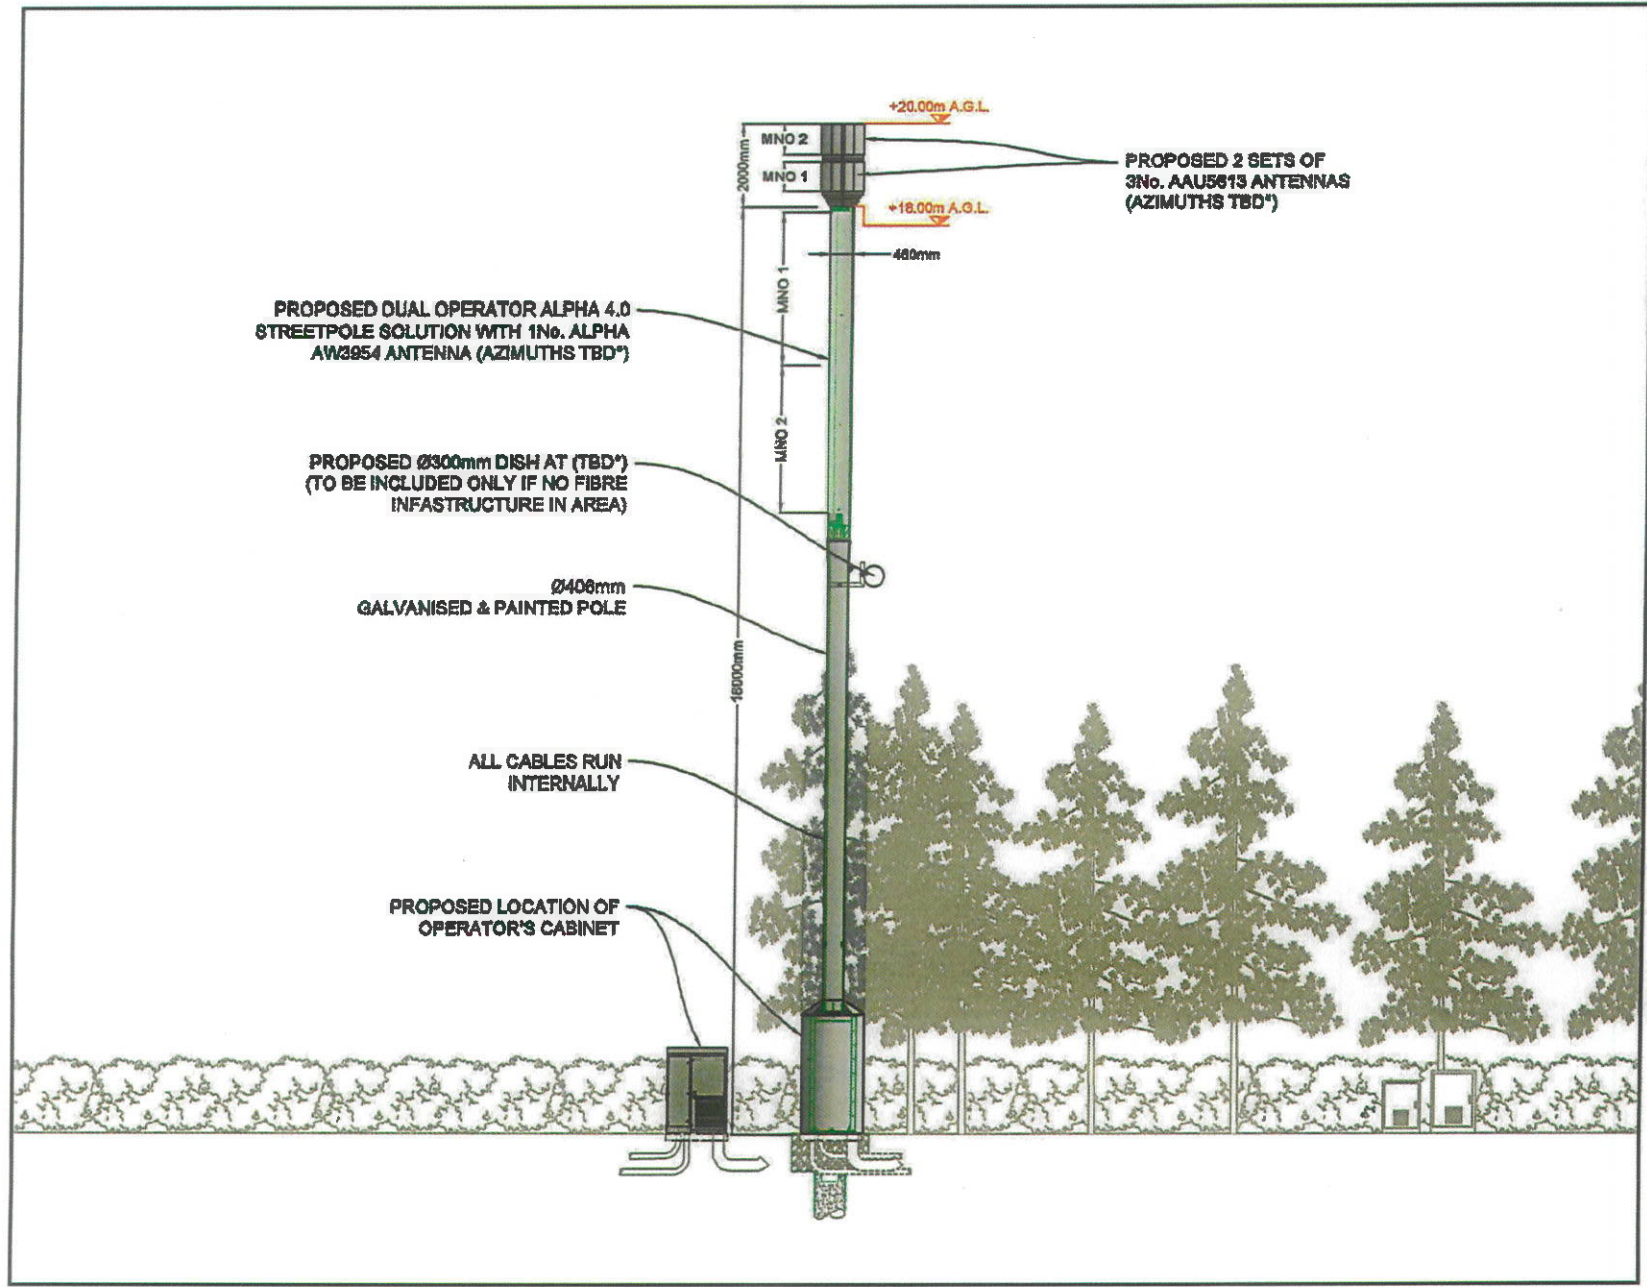 +20.00m A.G.L.
MNO 2
MNO 1
2000mm
PROPOSED 2 SETS OF
3No. AAU5613 ANTENNAS
(AZIMUTHS TBD°)
+18.00m A.G.L.
460mm
MNO 1
PROPOSED DUAL OPERATOR ALPHA 4.0
STREETPOLE SOLUTION WITH 1No. ALPHA
AW3954 ANTENNA (AZIMUTHS TBD°)
MNO 2
PROPOSED Ø300mm DISH AT (TBD°)
(TO BE INCLUDED ONLY IF NO FIBRE
INFASTRUCTURE IN AREA)
Ø406mm
GALVANISED & PAINTED POLE
18000mm
ALL CABLES RUN
INTERNALLY
PROPOSED LOCATION OF
OPERATOR'S CABINET